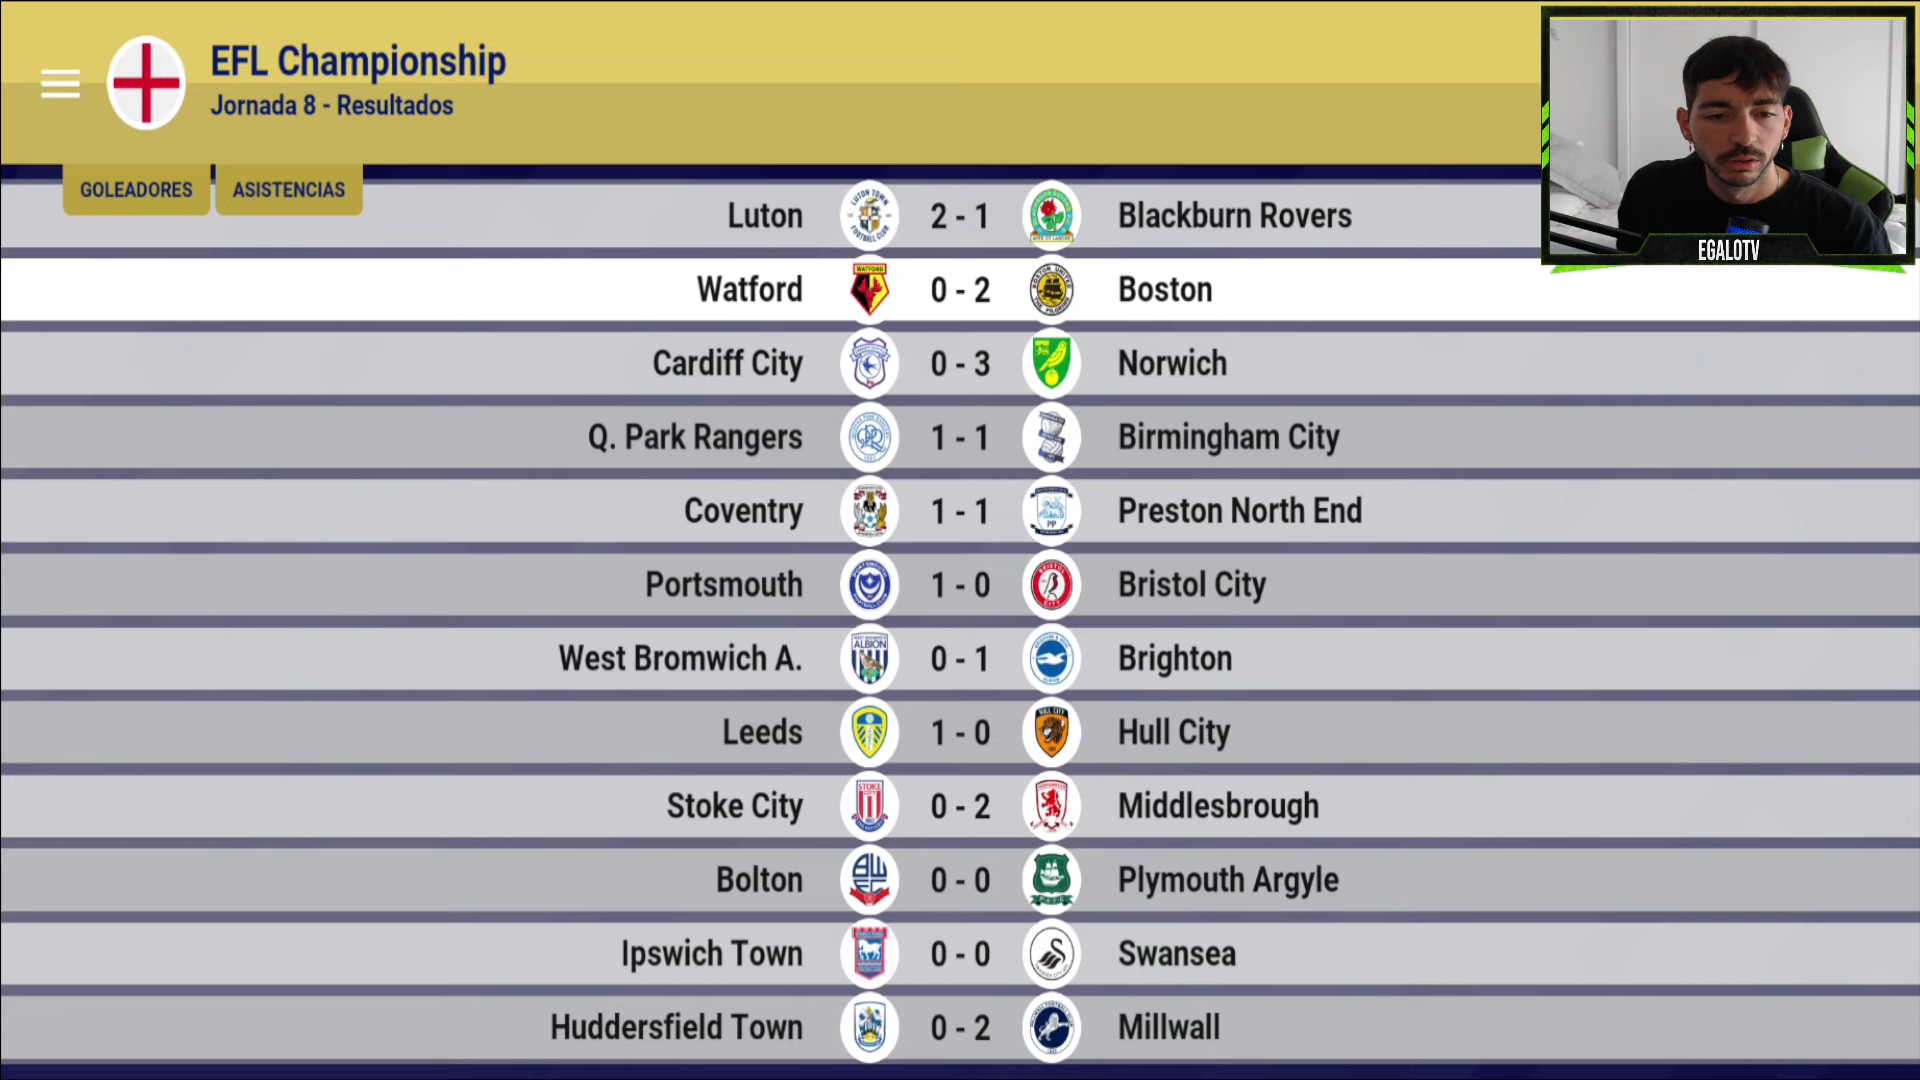 EFL Championship
Jornada 8 - Resultados
GOLEADORES
ASISTENCIAS
EGALOTV
Luton 2 - 1 Blackburn Rovers
Watford 0 - 2 Boston
Cardiff City 0 - 3 Norwich
Q. Park Rangers 1 - 1 Birmingham City
Coventry 1 - 1 Preston North End
Portsmouth 1 - 0 Bristol City
West Bromwich A. 0 - 1 Brighton
Leeds 1 - 0 Hull City
Stoke City 0 - 2 Middlesbrough
Bolton 0 - 0 Plymouth Argyle
Ipswich Town 0 - 0 Swansea
Huddersfield Town 0 - 2 Millwall